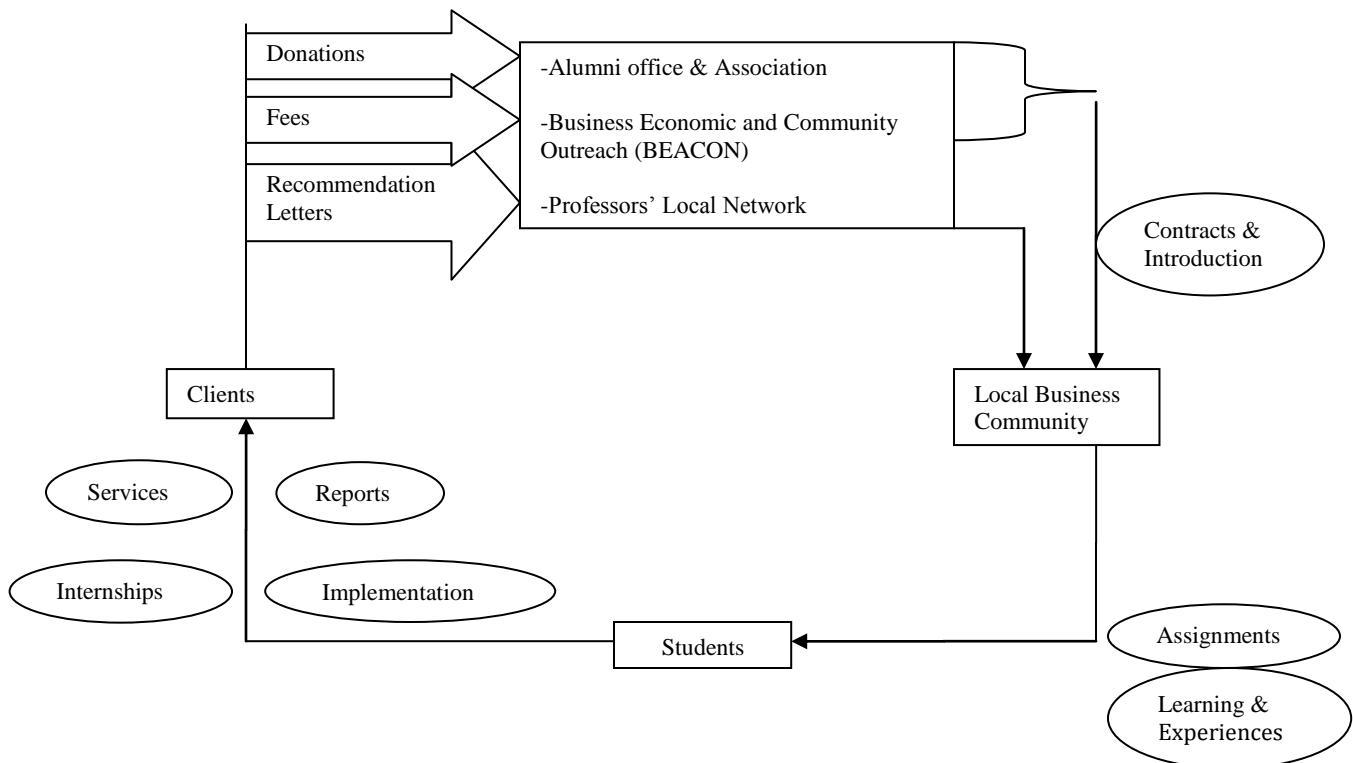 Donations
Fees
Recommendation
Letters
-Alumni office & Association
-Business Economic and Community
Outreach (BEACON)
-Professors’ Local Network
Contracts &
Introduction
Clients
Local Business
Community
Services
Reports
Internships
Implementation
Students
Assignments
Learning &
Experiences